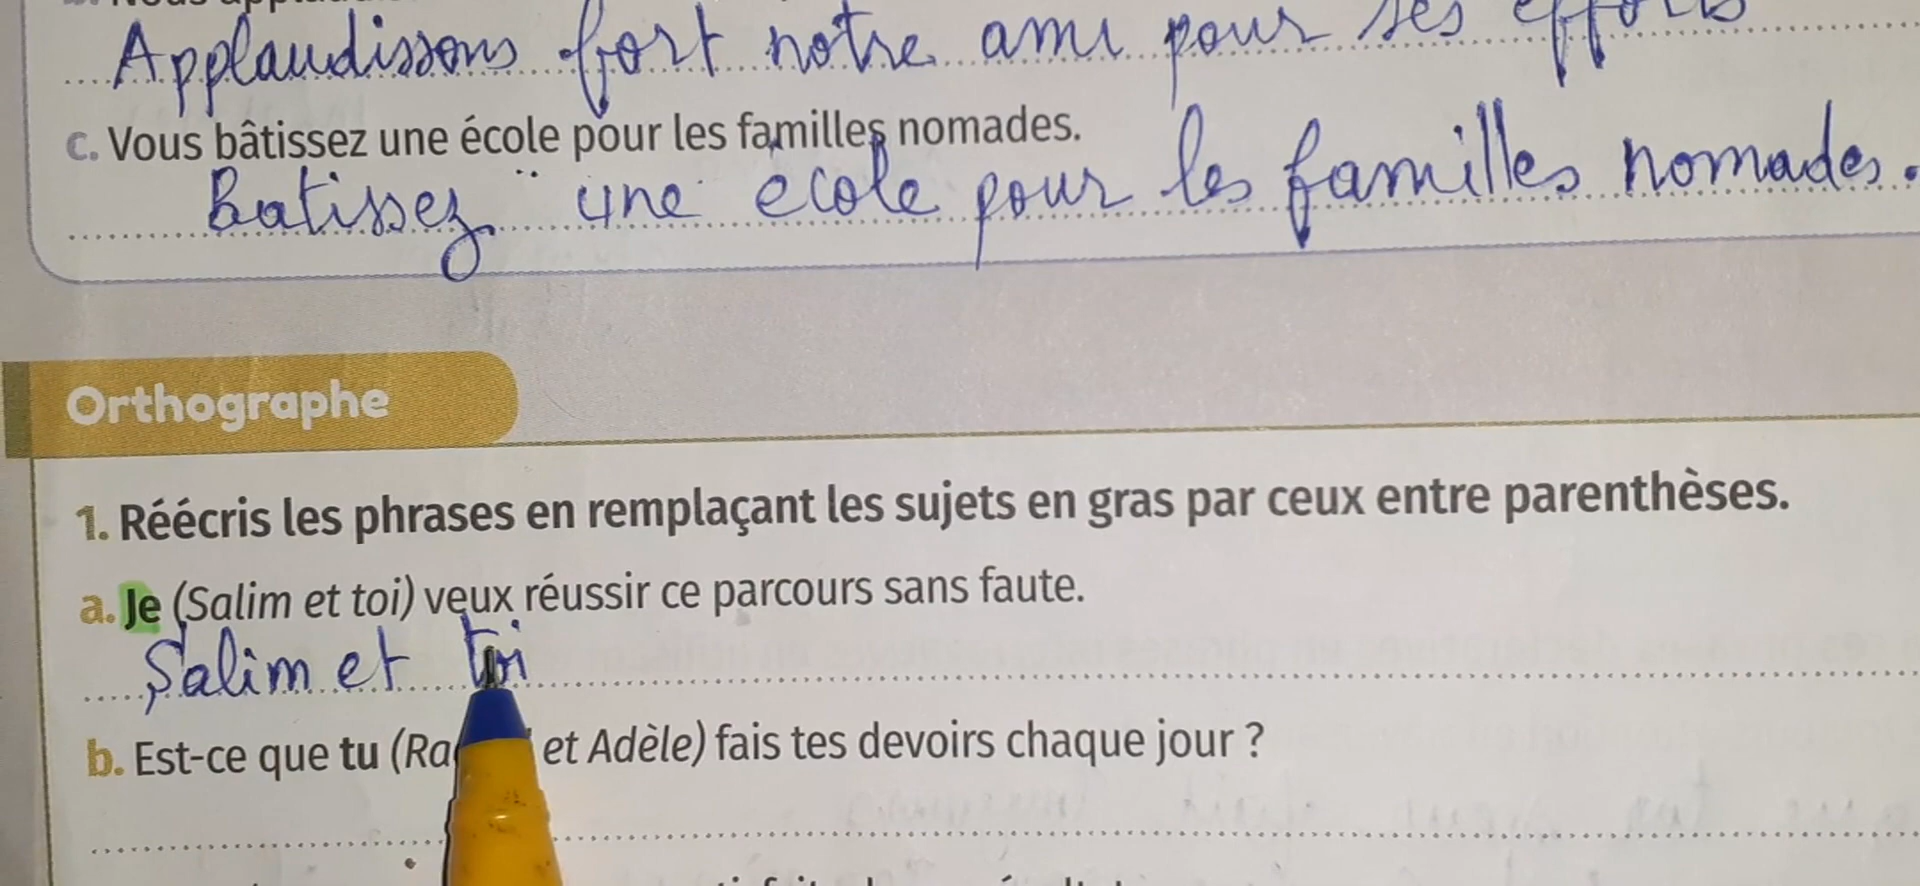 Applaudissons fort notre ami pour ses efforts
c. Vous bâtissez une école pour les familles nomades.
Batissez une école pour les familles nomades.
Orthographe
1. Réécris les phrases en remplaçant les sujets en gras par ceux entre parenthèses.
a. Je (Salim et toi) veux réussir ce parcours sans faute.
Salim et toi
b. Est-ce que tu (Ra et Adèle) fais tes devoirs chaque jour ?